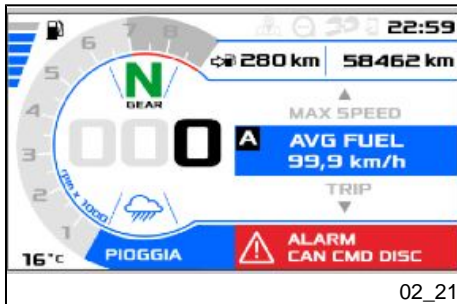 22:59
280 km
58462 km
8
7
6
5
4
3
2
1
rpm x 1000
N
GEAR
000
MAX SPEED
A
AVG FUEL
99,9 km/h
TRIP
16°c
PIOGGIA
ALARM
CAN CMD DISC
02_21